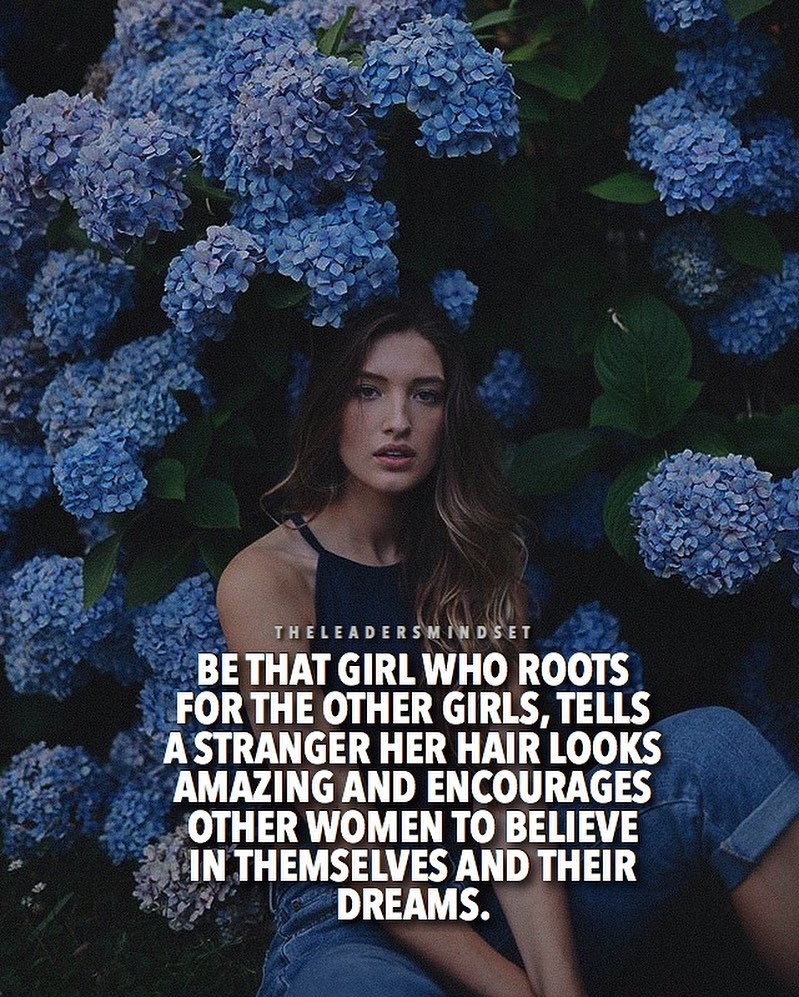 THELEADERSMINDSET
BE THAT GIRL WHO ROOTS
FOR THE OTHER GIRLS, TELLS
A STRANGER HER HAIR LOOKS
AMAZING AND ENCOURAGES
OTHER WOMEN TO BELIEVE
IN THEMSELVES AND THEIR
DREAMS.